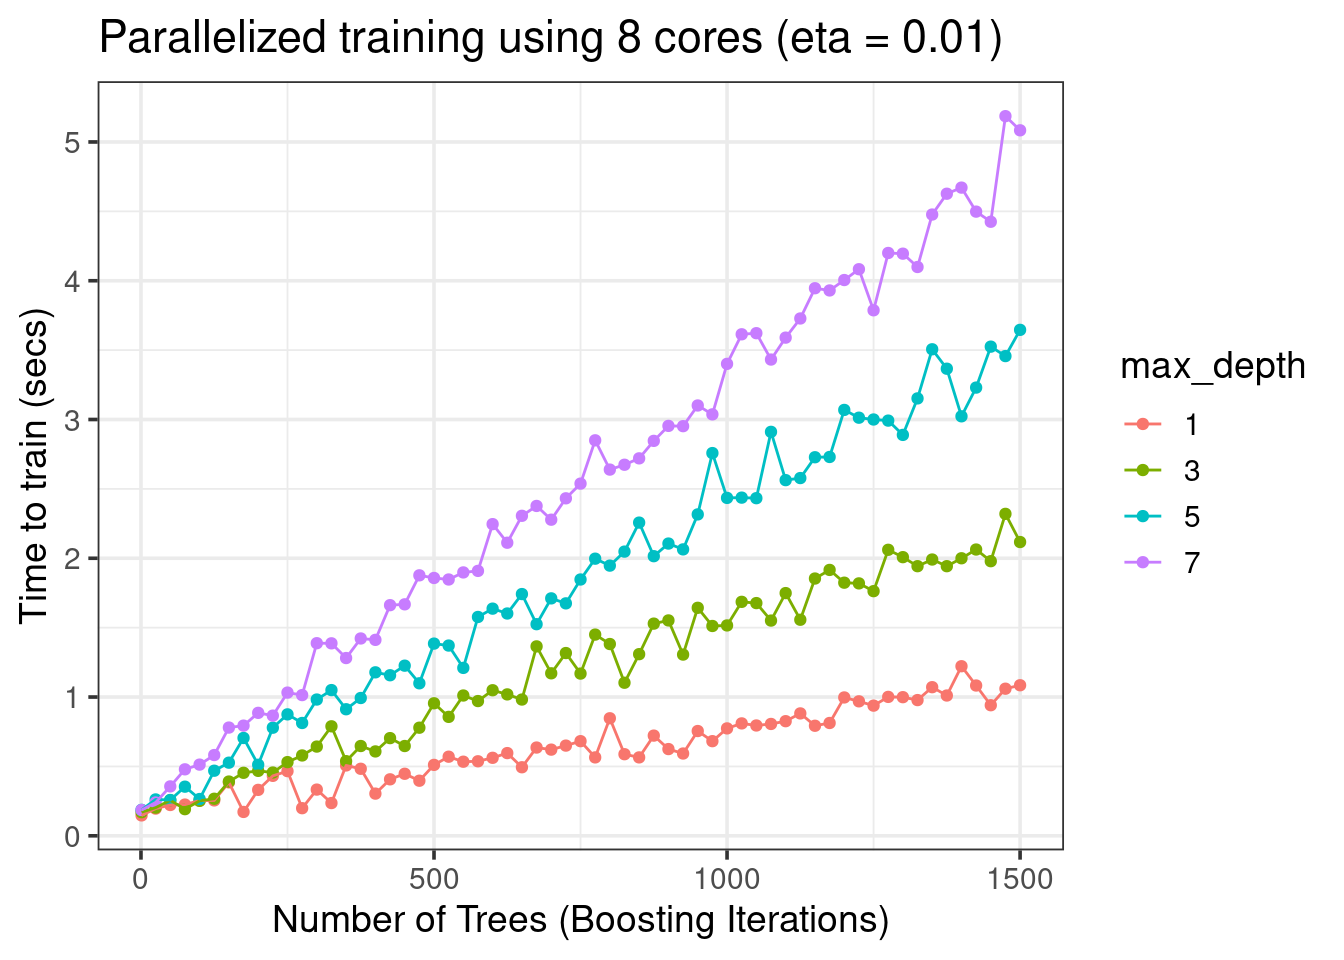 Parallelized training using 8 cores (eta = 0.01)
5
4
3
2
1
0
Time to train (secs)
0 500 1000 1500
Number of Trees (Boosting Iterations)
max_depth
1
3
5
7